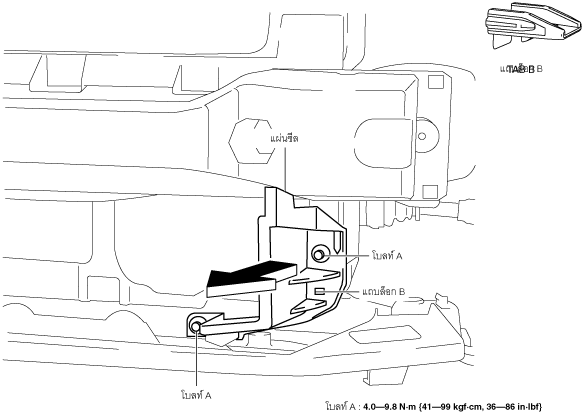 แถบล็อก B
TAB B
แผ่นซีล
โบลท์ A
แถบล็อก B
โบลท์ A
โบลท์ A : 4.0—9.8 N·m {41—99 kgf·cm, 36—86 in·lbf}